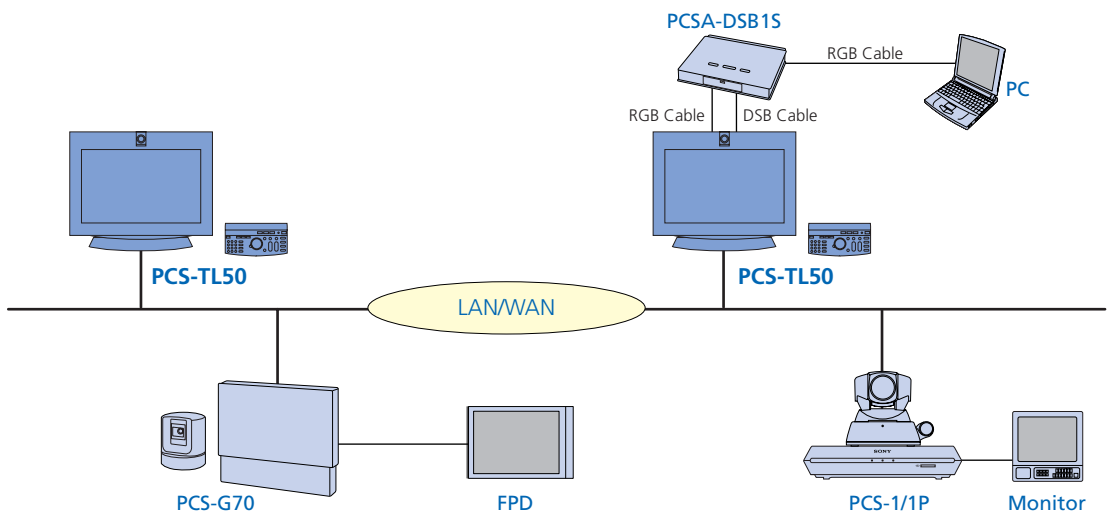 PCSA-DSB1S
RGB Cable
PC
RGB Cable
DSB Cable
PCS-TL50
PCS-TL50
LAN/WAN
SONY
PCS-G70
FPD
PCS-1/1P
Monitor